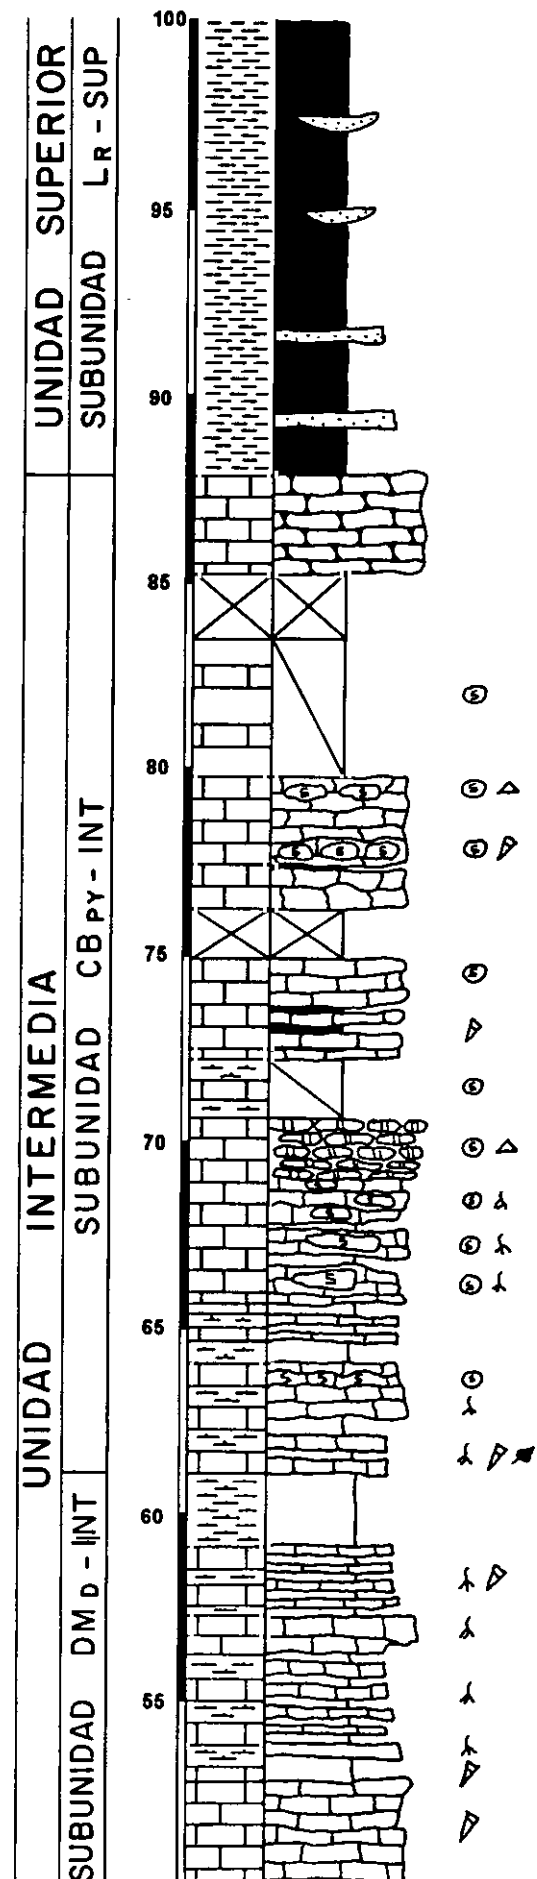 UNIDAD SUPERIOR
SUBUNIDAD LR - SUP
UNIDAD INTERMEDIA
SUBUNIDAD CBPY - INT
SUBUNIDAD DMD - INT
100
95
90
85
80
75
70
65
60
55